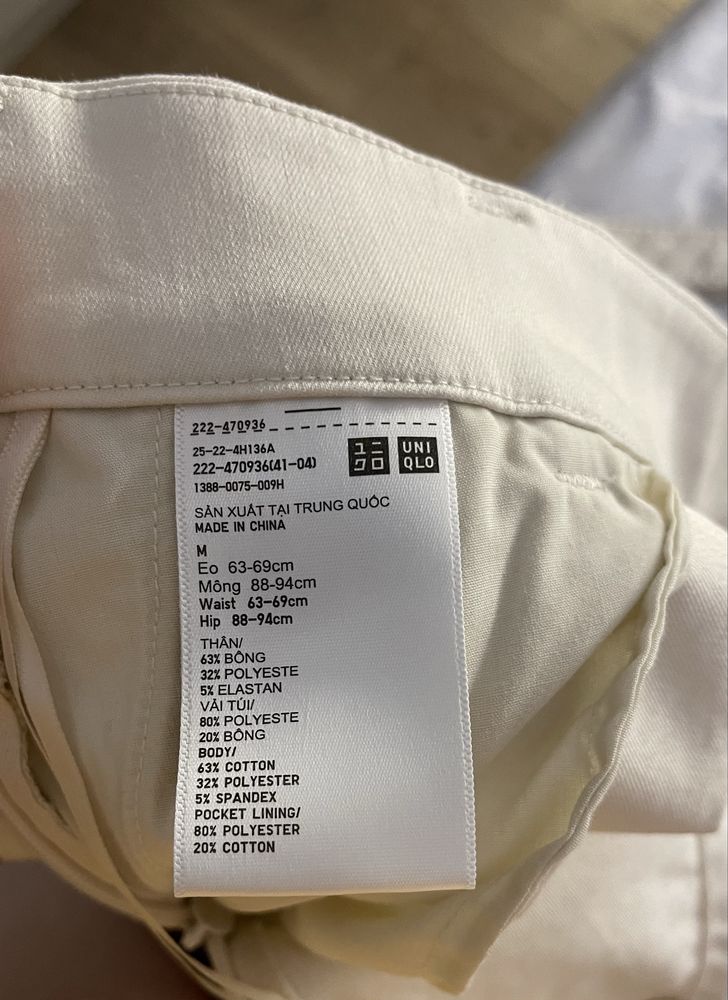 222-470936
25-22-4H136A
222-470936(41-04)
1388-0075-009H
ユニ
クロ
UNI
QLO
SẢN XUẤT TẠI TRUNG QUỐC
MADE IN CHINA
M
Eo 63-69cm
Mông 88-94cm
Waist 63-69cm
Hip 88-94cm
THÂN/
63% BÔNG
32% POLYESTE
5% ELASTAN
VẢI TÚI/
80% POLYESTE
20% BÔNG
BODY/
63% COTTON
32% POLYESTER
5% SPANDEX
POCKET LINING/
80% POLYESTER
20% COTTON